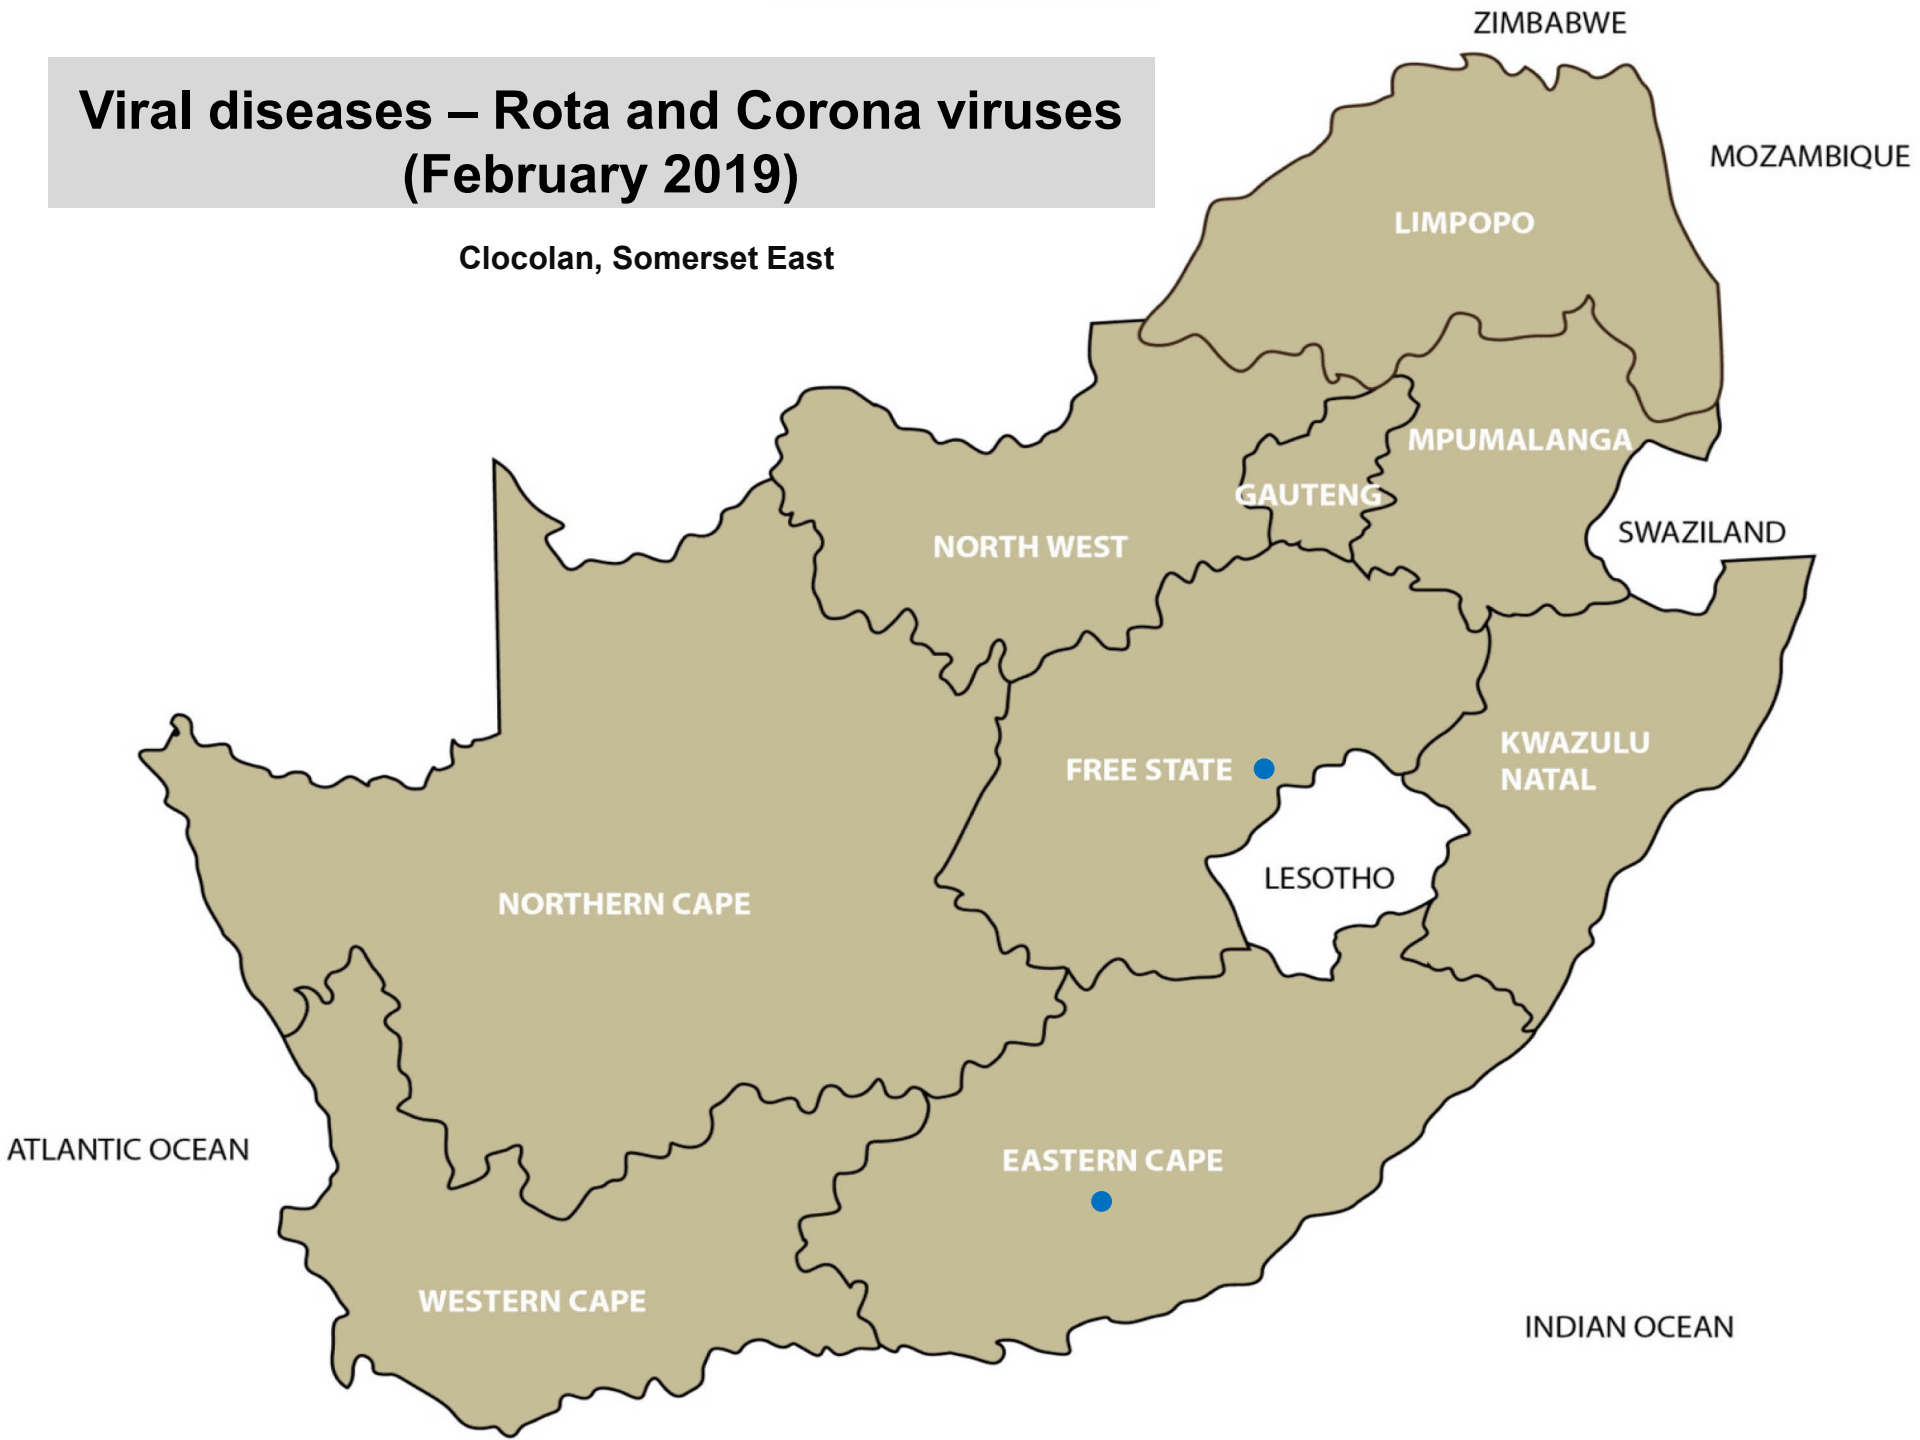 ZIMBABWE
Viral diseases – Rota and Corona viruses
(February 2019)
MOZAMBIQUE
LIMPOPO
Clocolan, Somerset East
MPUMALANGA
GAUTENG
SWAZILAND
NORTH WEST
KWAZULU
NATAL
FREE STATE
LESOTHO
NORTHERN CAPE
ATLANTIC OCEAN
EASTERN CAPE
WESTERN CAPE
INDIAN OCEAN